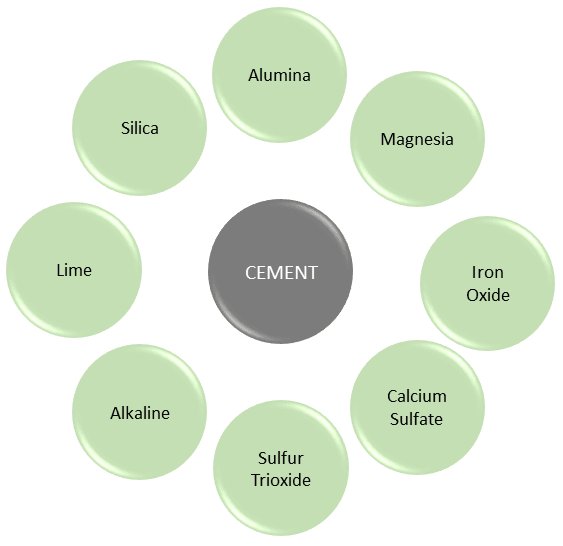 Alumina
Silica
Magnesia
Lime
CEMENT
Iron
Oxide
Alkaline
Calcium
Sulfate
Sulfur
Trioxide